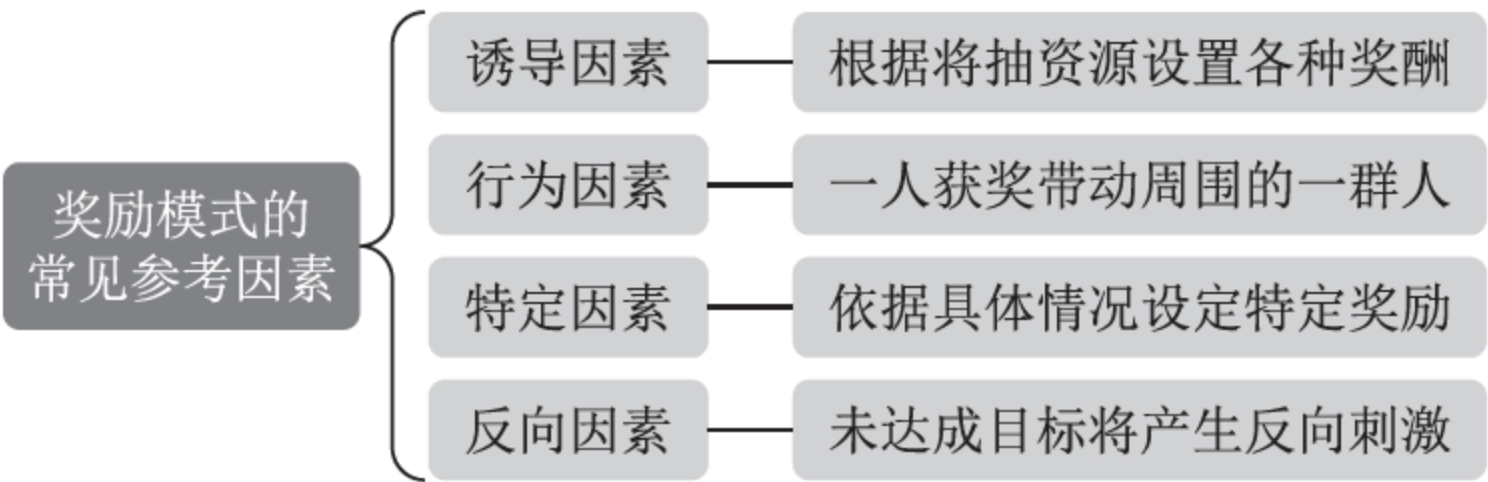 奖励模式的
常见参考因素
诱导因素
根据将抽资源设置各种奖酬
行为因素
一人获奖带动周围的一群人
特定因素
依据具体情况设定特定奖励
反向因素
未达成目标将产生反向刺激